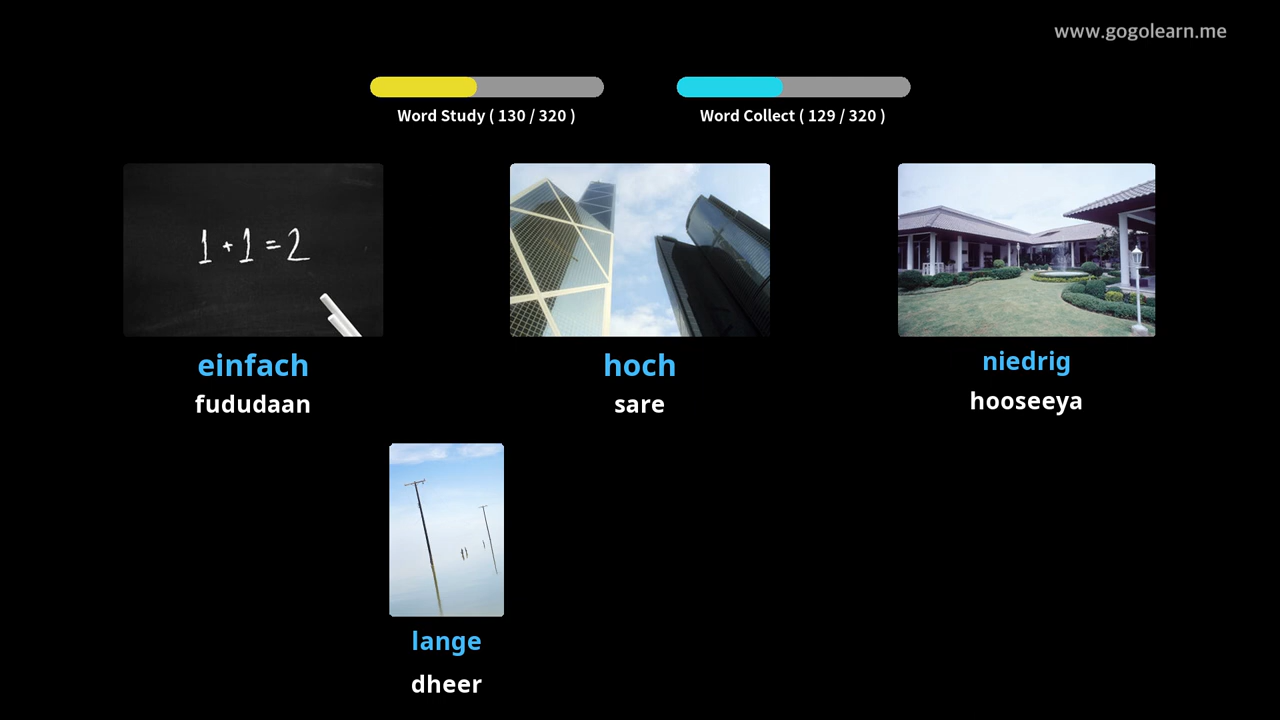 www.gogolearn.me
Word Study ( 130 / 320 )
Word Collect ( 129 / 320 )
1 + 1 = 2
einfach
fududaan
hoch
sare
niedrig
hooseeya
lange
dheer